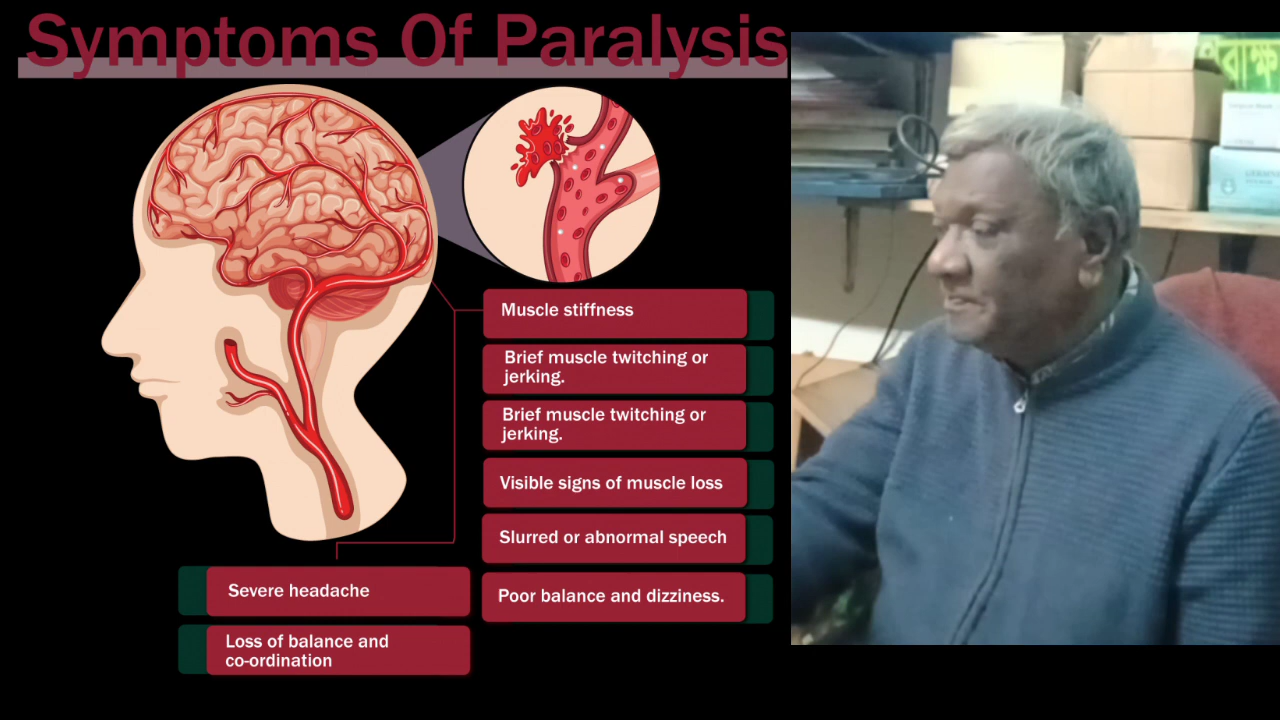 Symptoms Of Paralysis
Muscle stiffness
Brief muscle twitching or
jerking.
Brief muscle twitching or
jerking.
Visible signs of muscle loss
Slurred or abnormal speech
Poor balance and dizziness.
Severe headache
Loss of balance and
co-ordination